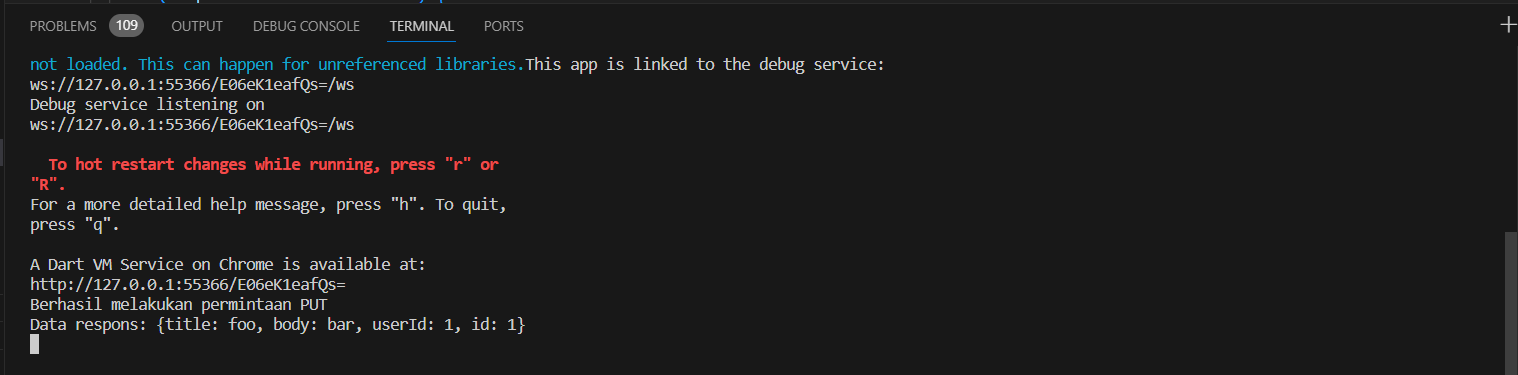 PROBLEMS 109 OUTPUT DEBUG CONSOLE TERMINAL PORTS
not loaded. This can happen for unreferenced libraries.This app is linked to the debug service:
ws://127.0.0.1:55366/E06eK1eafQs=/ws
Debug service listening on
ws://127.0.0.1:55366/E06eK1eafQs=/ws
To hot restart changes while running, press "r" or
"R".
For a more detailed help message, press "h". To quit,
press "q".
A Dart VM Service on Chrome is available at:
http://127.0.0.1:55366/E06eK1eafQs=
Berhasil melakukan permintaan PUT
Data respons: {title: foo, body: bar, userId: 1, id: 1}